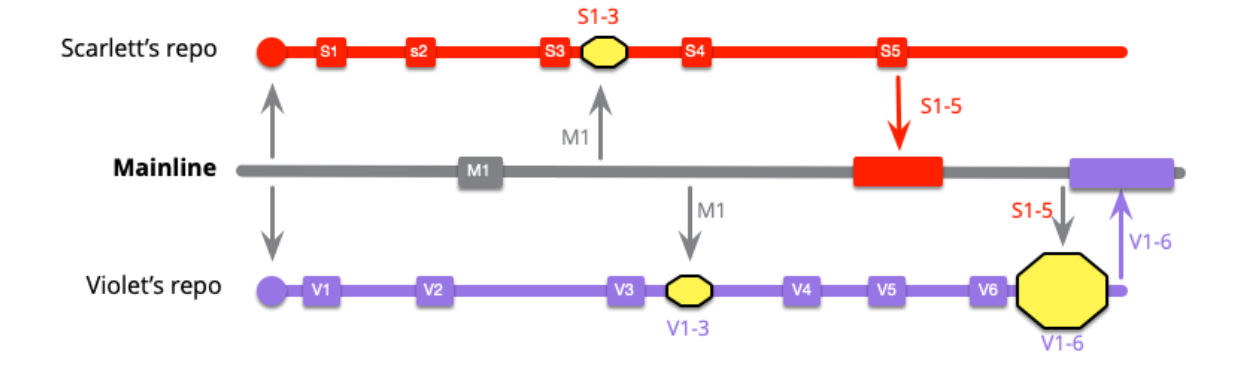 S1-3
Scarlett's repo
S1
s2
S3
S4
S5
S1-5
M1
Mainline
M1
M1
S1-5
V1-6
Violet's repo
V1
V2
V3
V4
V5
V6
V1-3
V1-6